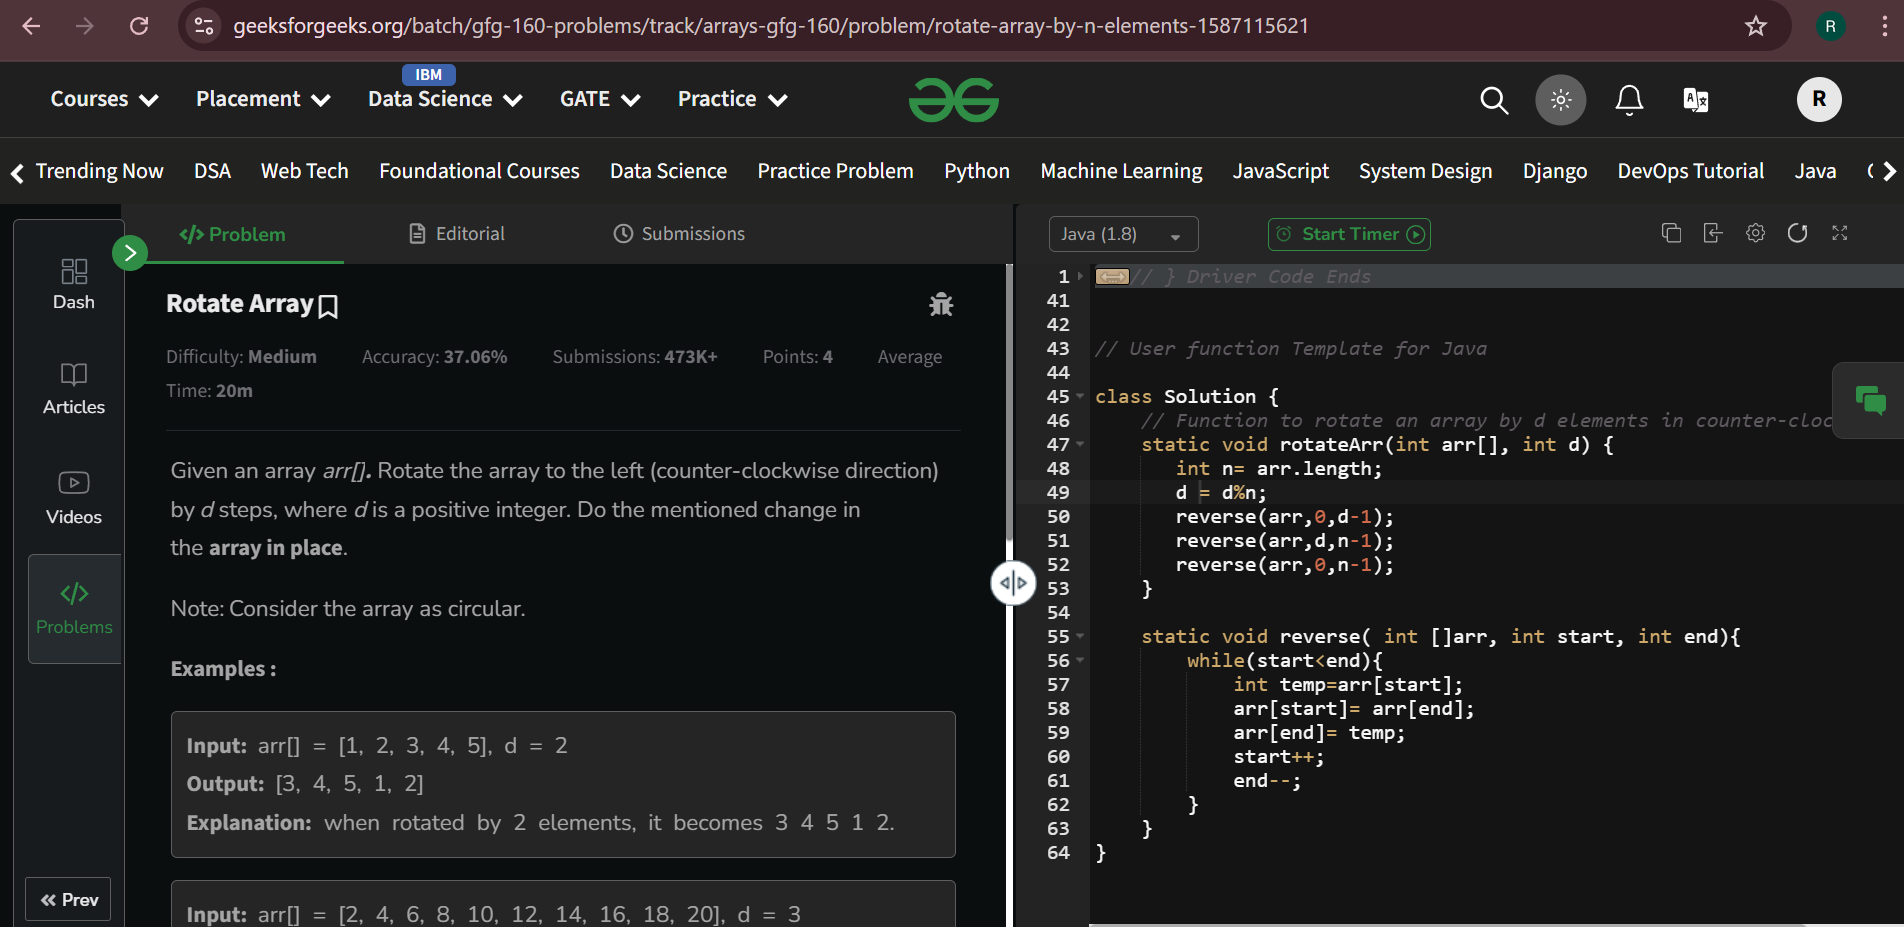 geeksforgeeks.org/batch/gfg-160-problems/track/arrays-gfg-160/problem/rotate-array-by-n-elements-1587115621
R
IBM
Courses Placement Data Science GATE Practice
R
Trending Now DSA Web Tech Foundational Courses Data Science Practice Problem Python Machine Learning JavaScript System Design Django DevOps Tutorial Java
</> Problem Editorial Submissions
Java (1.8) Start Timer
Dash
Articles
Videos
</>
Problems
<< Prev
Rotate Array
Difficulty: Medium Accuracy: 37.06% Submissions: 473K+ Points: 4 Average
Time: 20m
Given an array arr[]. Rotate the array to the left (counter-clockwise direction)
by d steps, where d is a positive integer. Do the mentioned change in
the array in place.
Note: Consider the array as circular.
Examples :
Input: arr[] = [1, 2, 3, 4, 5], d = 2
Output: [3, 4, 5, 1, 2]
Explanation: when rotated by 2 elements, it becomes 3 4 5 1 2.
Input: arr[] = [2, 4, 6, 8, 10, 12, 14, 16, 18, 20], d = 3
1 // } Driver Code Ends
41
42
43 // User function Template for Java
44
45 class Solution {
46 // Function to rotate an array by d elements in counter-cloc
47 static void rotateArr(int arr[], int d) {
48 int n= arr.length;
49 d = d%n;
50 reverse(arr,0,d-1);
51 reverse(arr,d,n-1);
52 reverse(arr,0,n-1);
53 }
54
55 static void reverse( int []arr, int start, int end){
56 while(start<end){
57 int temp=arr[start];
58 arr[start]= arr[end];
59 arr[end]= temp;
60 start++;
61 end--;
62 }
63 }
64 }